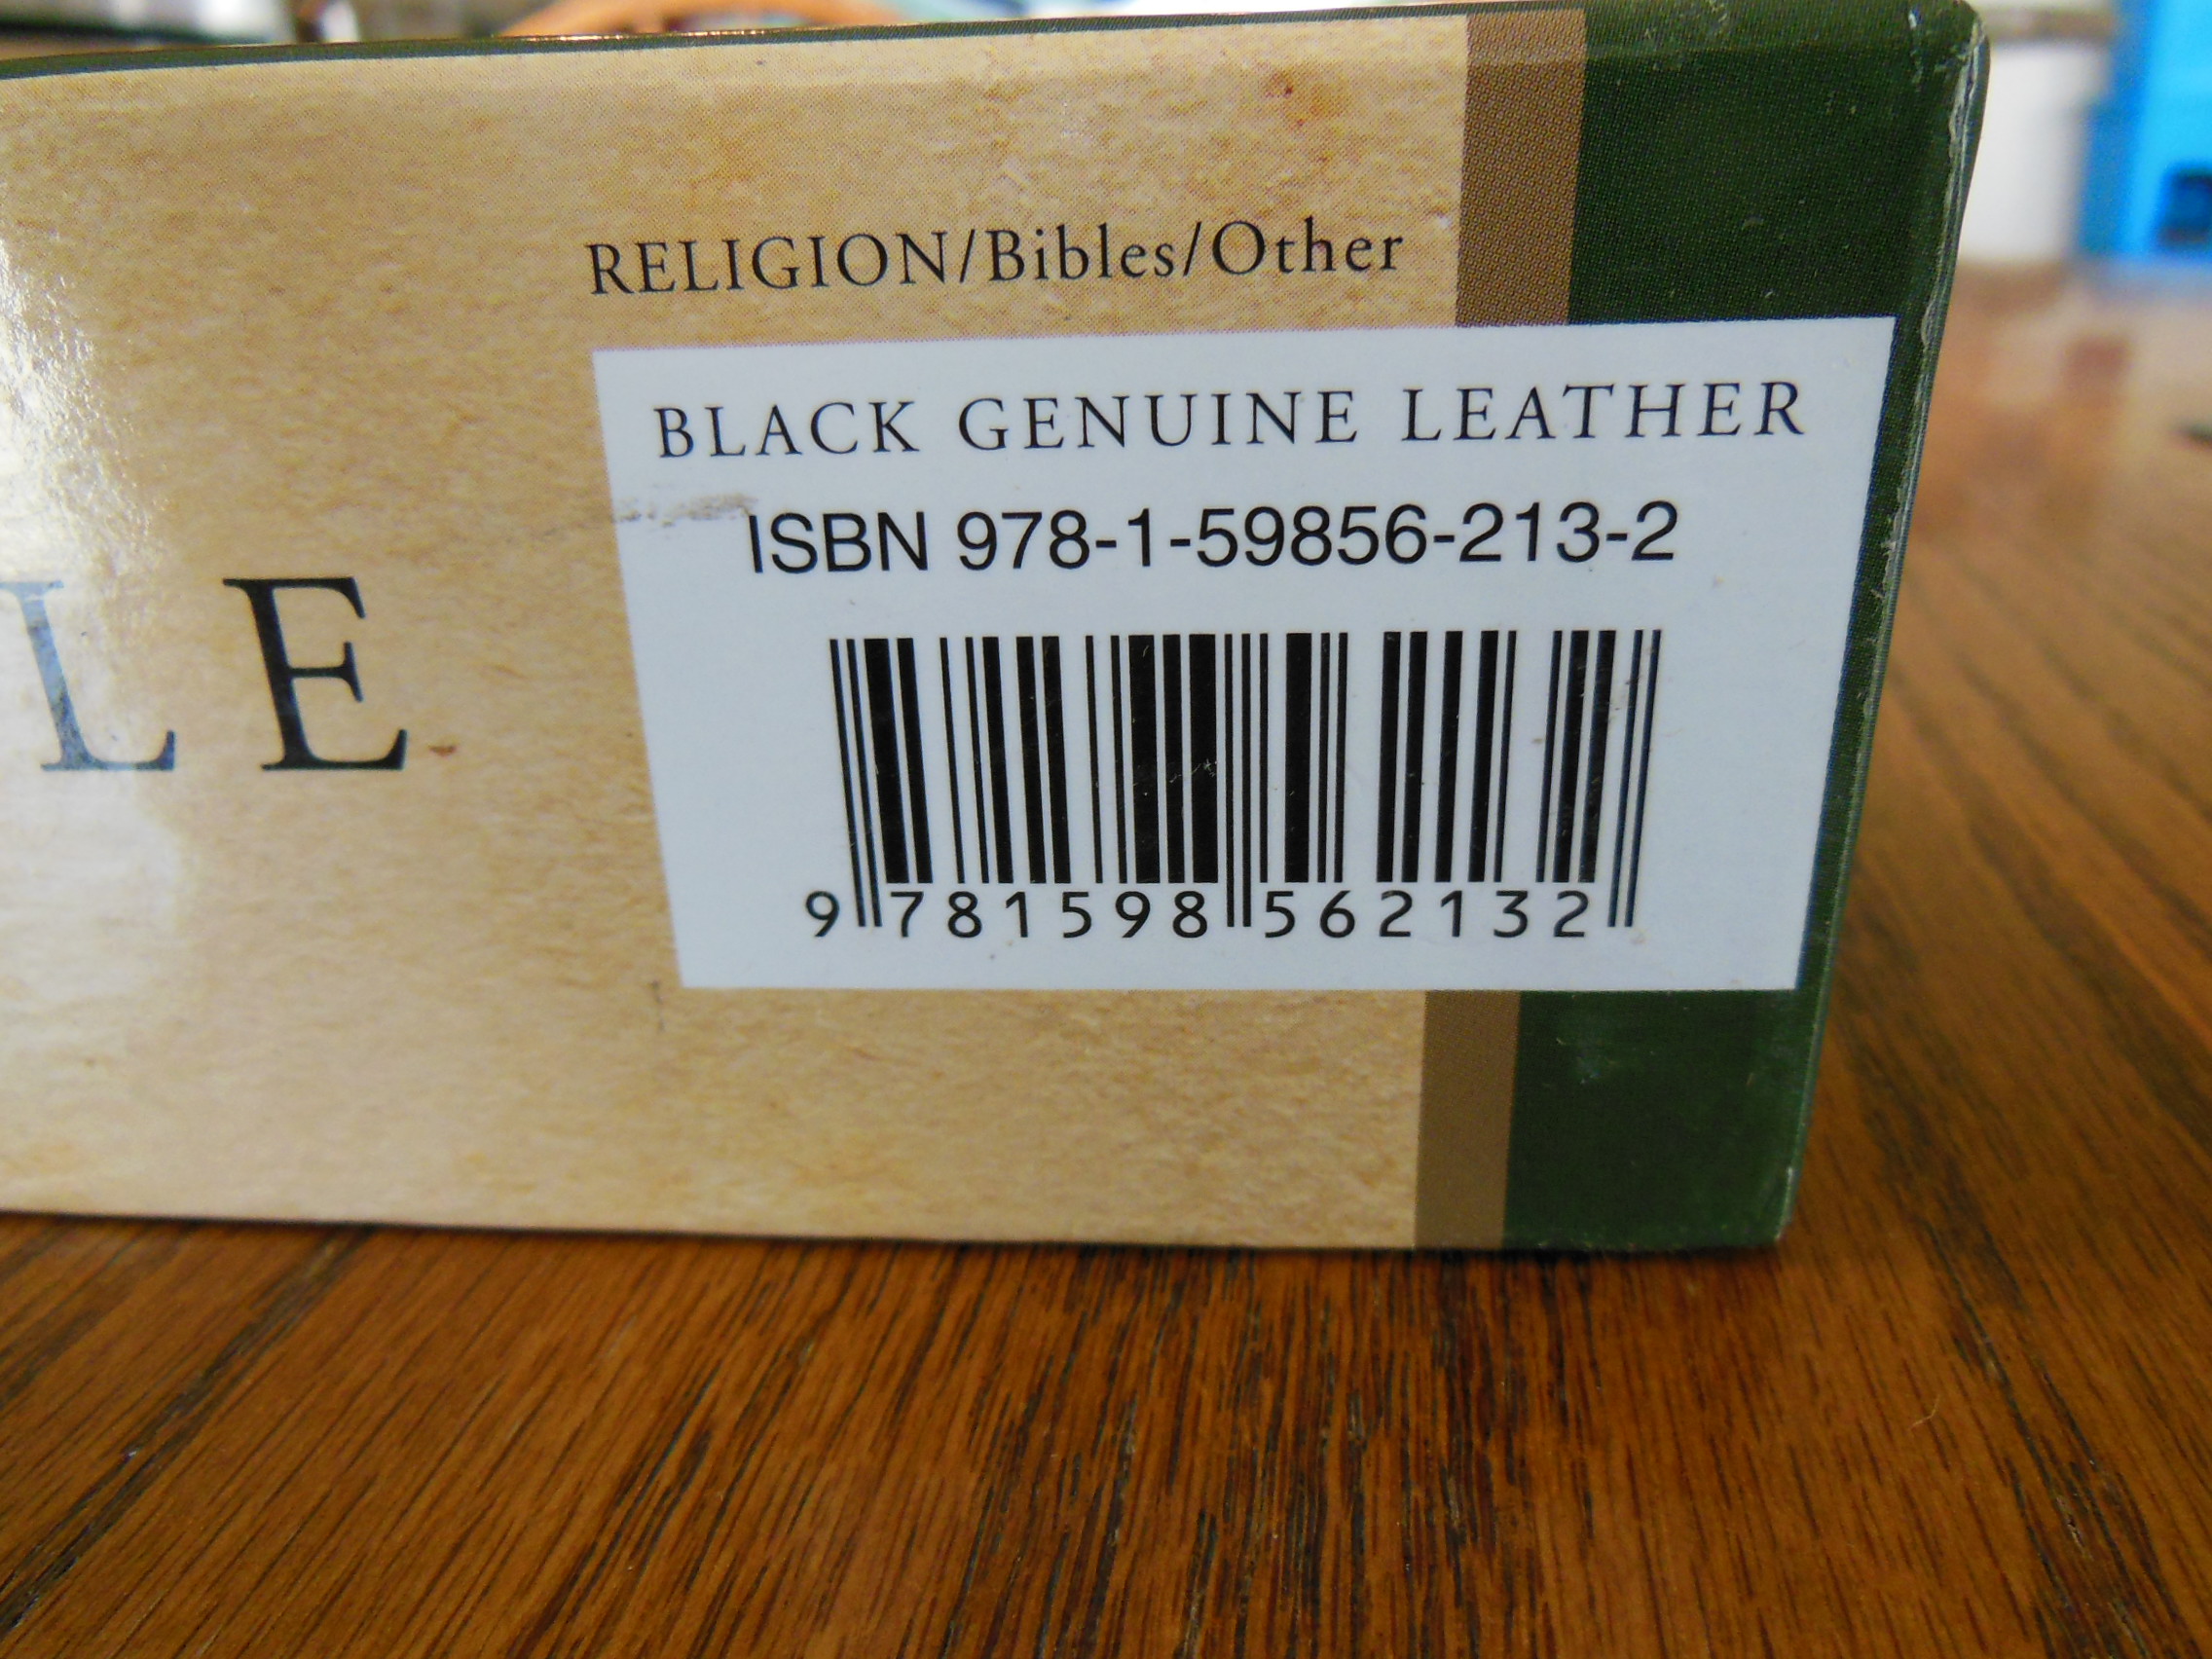 RELIGION/Bibles/Other
BLACK GENUINE LEATHER
ISBN 978-1-59856-213-2
LE
9 781598 562132